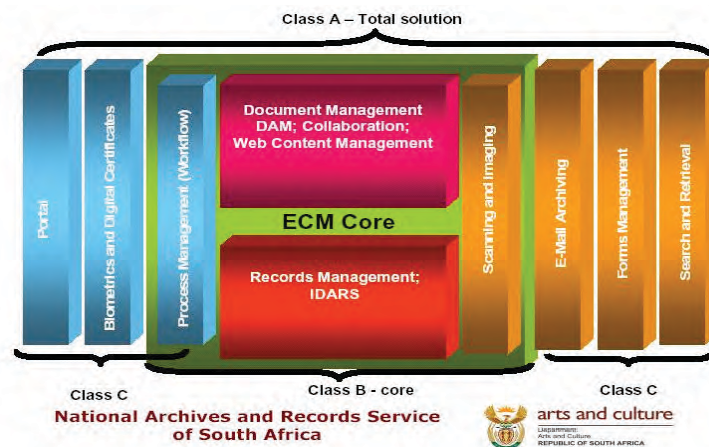 Class A – Total solution
Portal
Biometrics and Digital Certificates
Process Management (Workflow)
Document Management
DAM; Collaboration;
Web Content Management
ECM Core
Records Management;
IDARS
Scanning and Imaging
E-Mail Archiving
Forms Management
Search and Retrieval
Class C
Class B - core
Class C
National Archives and Records Service
of South Africa
arts and culture
Department:
Arts and Culture
REPUBLIC OF SOUTH AFRICA